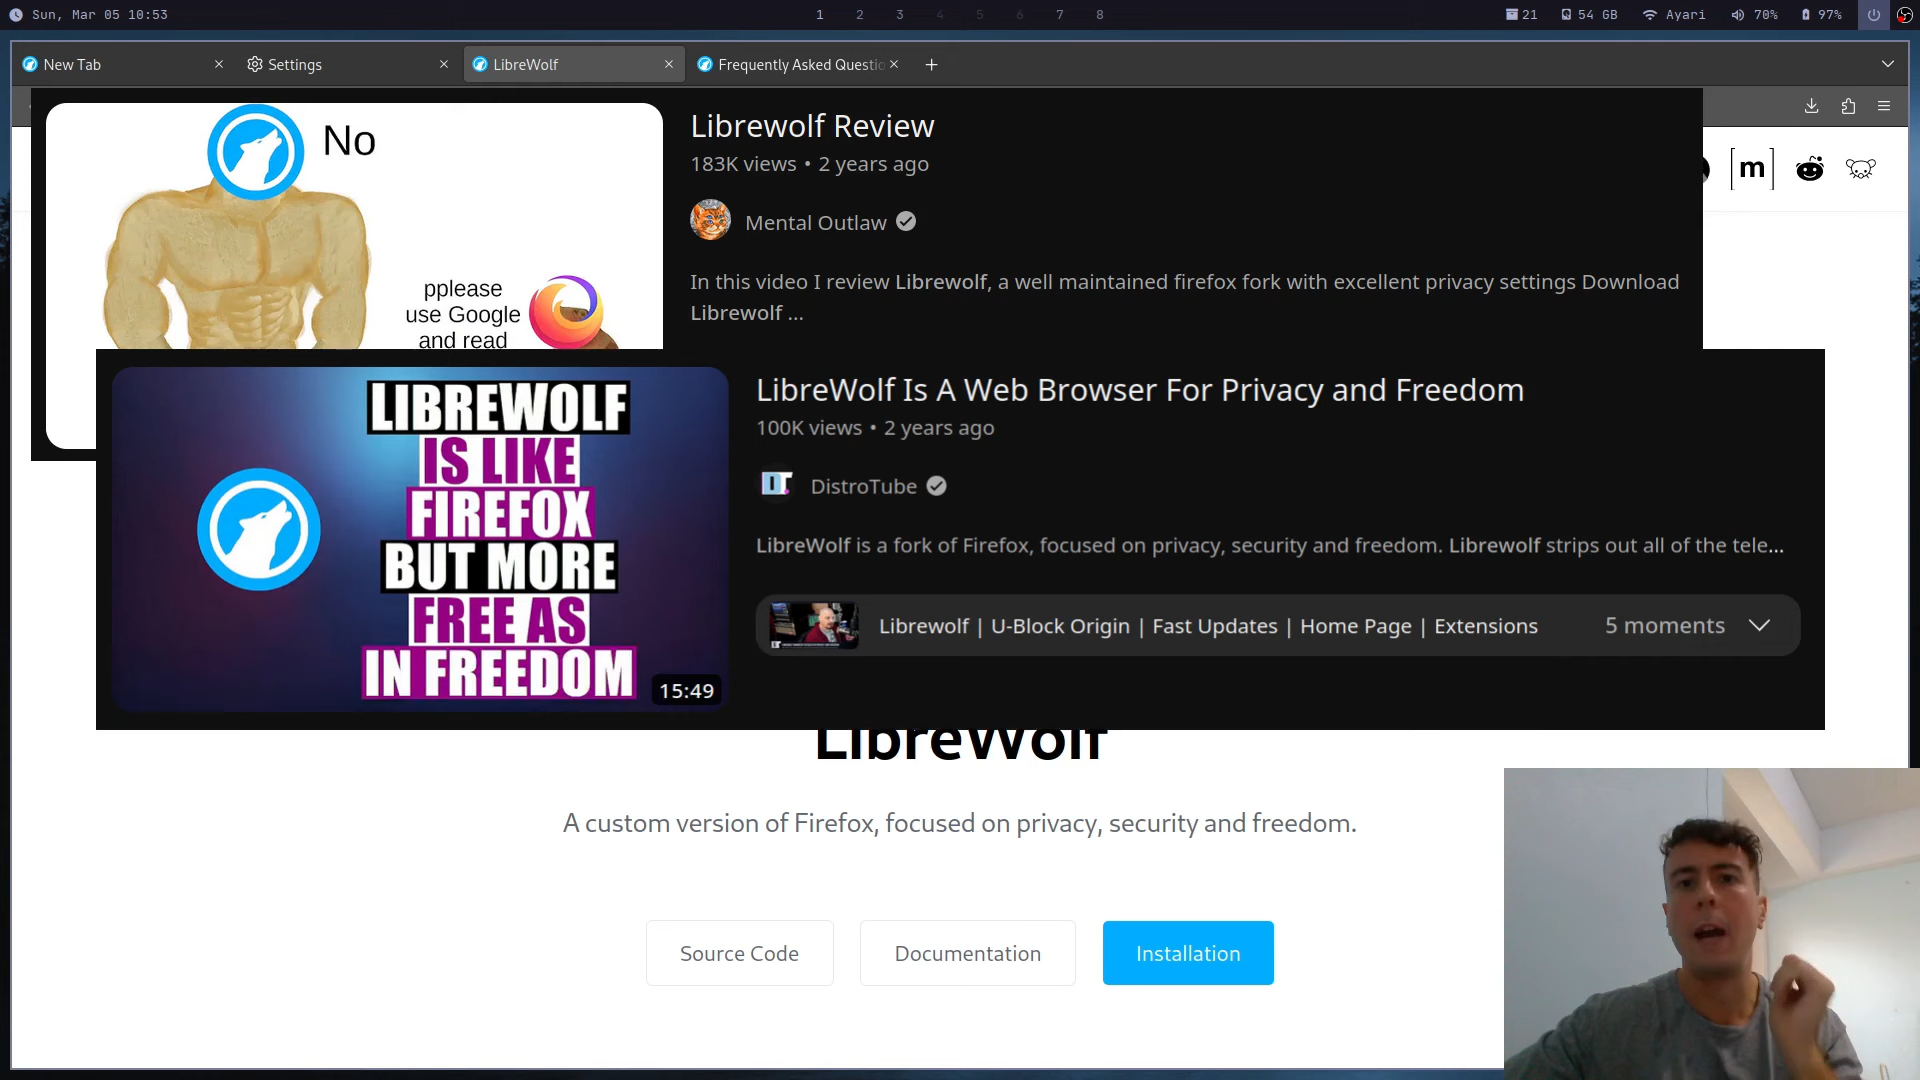 Sun, Mar 05 10:53
1 2 3 4 5 6 7 8
21 54 GB Ayari 70% 97%
New Tab
Settings
LibreWolf
Frequently Asked Questio
No
pplease
use Google
and read
Librewolf Review
183K views • 2 years ago
Mental Outlaw
In this video I review Librewolf, a well maintained firefox fork with excellent privacy settings Download
Librewolf ...
[m]
LIBREWOLF
IS LIKE
FIREFOX
BUT MORE
FREE AS
IN FREEDOM
15:49
LibreWolf Is A Web Browser For Privacy and Freedom
100K views • 2 years ago
DT
DistroTube
LibreWolf is a fork of Firefox, focused on privacy, security and freedom. Librewolf strips out all of the tele...
Librewolf | U-Block Origin | Fast Updates | Home Page | Extensions
5 moments
LibreWolf
A custom version of Firefox, focused on privacy, security and freedom.
Source Code
Documentation
Installation